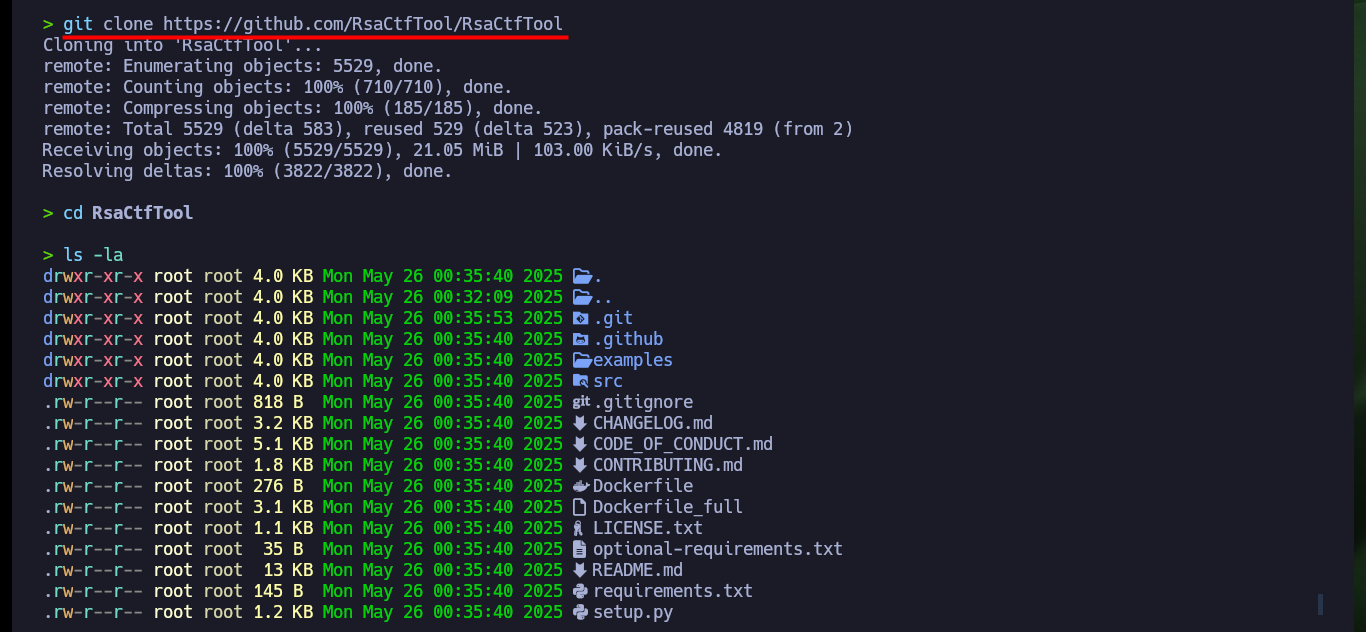 > git clone https://github.com/RsaCtfTool/RsaCtfTool
Cloning into 'RsaCtfTool'...
remote: Enumerating objects: 5529, done.
remote: Counting objects: 100% (710/710), done.
remote: Compressing objects: 100% (185/185), done.
remote: Total 5529 (delta 583), reused 529 (delta 523), pack-reused 4819 (from 2)
Receiving objects: 100% (5529/5529), 21.05 MiB | 103.00 KiB/s, done.
Resolving deltas: 100% (3822/3822), done.
> cd RsaCtfTool
> ls -la
drwxr-xr-x root root 4.0 KB Mon May 26 00:35:40 2025 .
drwxr-xr-x root root 4.0 KB Mon May 26 00:32:09 2025 ..
drwxr-xr-x root root 4.0 KB Mon May 26 00:35:53 2025 .git
drwxr-xr-x root root 4.0 KB Mon May 26 00:35:40 2025 .github
drwxr-xr-x root root 4.0 KB Mon May 26 00:35:40 2025 examples
drwxr-xr-x root root 4.0 KB Mon May 26 00:35:40 2025 src
.rw-r--r-- root root 818 B Mon May 26 00:35:40 2025 git .gitignore
.rw-r--r-- root root 3.2 KB Mon May 26 00:35:40 2025 CHANGELOG.md
.rw-r--r-- root root 5.1 KB Mon May 26 00:35:40 2025 CODE_OF_CONDUCT.md
.rw-r--r-- root root 1.8 KB Mon May 26 00:35:40 2025 CONTRIBUTING.md
.rw-r--r-- root root 276 B Mon May 26 00:35:40 2025 Dockerfile
.rw-r--r-- root root 3.1 KB Mon May 26 00:35:40 2025 Dockerfile_full
.rw-r--r-- root root 1.1 KB Mon May 26 00:35:40 2025 LICENSE.txt
.rw-r--r-- root root 35 B Mon May 26 00:35:40 2025 optional-requirements.txt
.rw-r--r-- root root 13 KB Mon May 26 00:35:40 2025 README.md
.rw-r--r-- root root 145 B Mon May 26 00:35:40 2025 requirements.txt
.rw-r--r-- root root 1.2 KB Mon May 26 00:35:40 2025 setup.py